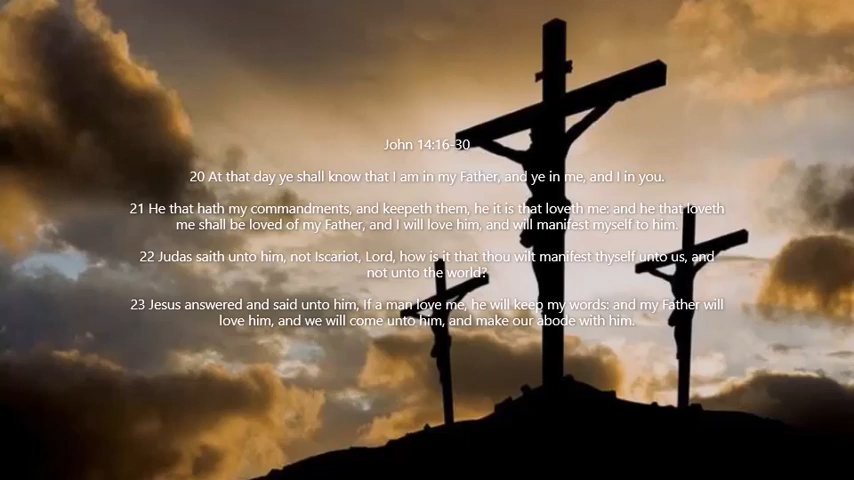 John 14:16-30
20 At that day ye shall know that I am in my Father, and ye in me, and I in you.
21 He that hath my commandments, and keepeth them, he it is that loveth me: and he that loveth
me shall be loved of my Father, and I will love him, and will manifest myself to him.
22 Judas saith unto him, not Iscariot, Lord, how is it that thou wilt manifest thyself unto us, and
not unto the world?
23 Jesus answered and said unto him, If a man love me, he will keep my words: and my Father will
love him, and we will come unto him, and make our abode with him.